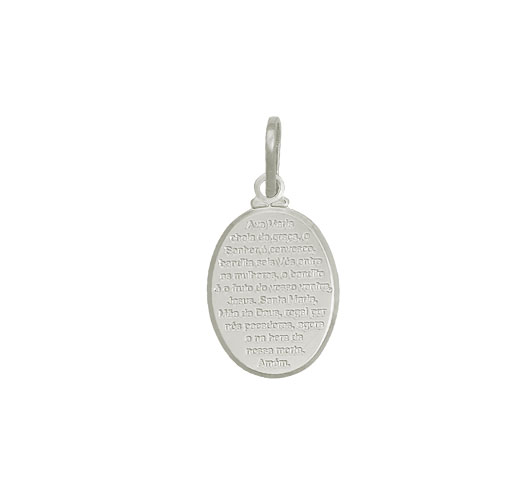 Ave Maria
cheia de graça, o
Senhor é convosco,
bendita sois Vós entre
as mulheres, e bendito
é o fruto do vosso ventre,
Jesus. Santa Maria,
Mãe de Deus, rogai por
nós pecadores, agora
e na hora da
nossa morte.
Amém.